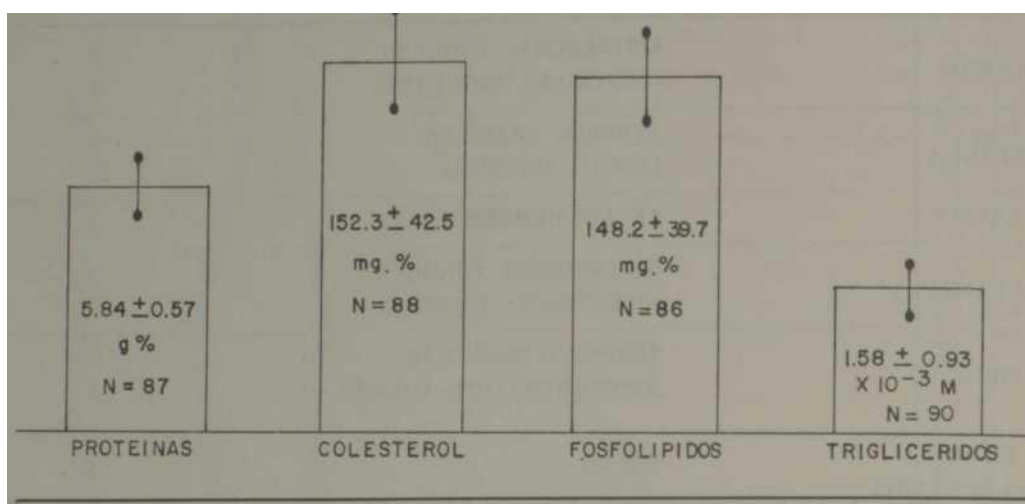 152.3 ± 42.5
mg.%
N = 88
148.2 ± 39.7
mg.%
N = 86
5.84 ± 0.57
g %
N = 87
1.58 ± 0.93
X 10⁻³ M
N = 90
PROTEINAS
COLESTEROL
FOSFOLIPIDOS
TRIGLICERIDOS